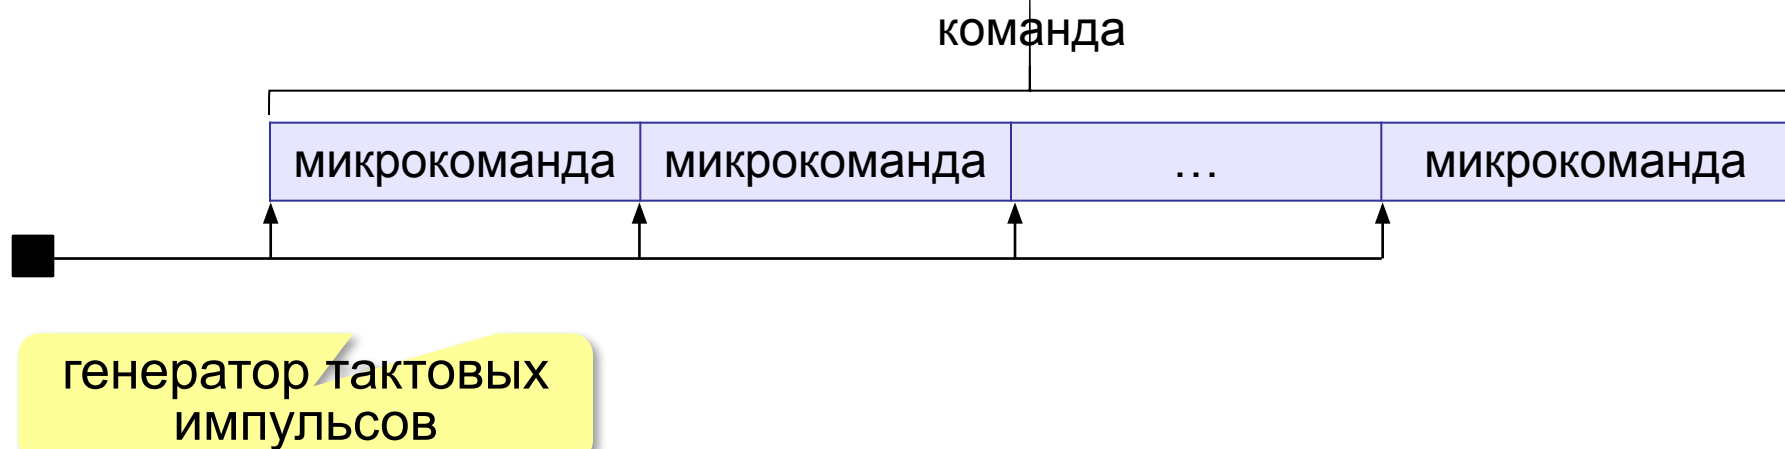 команда
микрокоманда микрокоманда … микрокоманда
генератор тактовых
импульсов